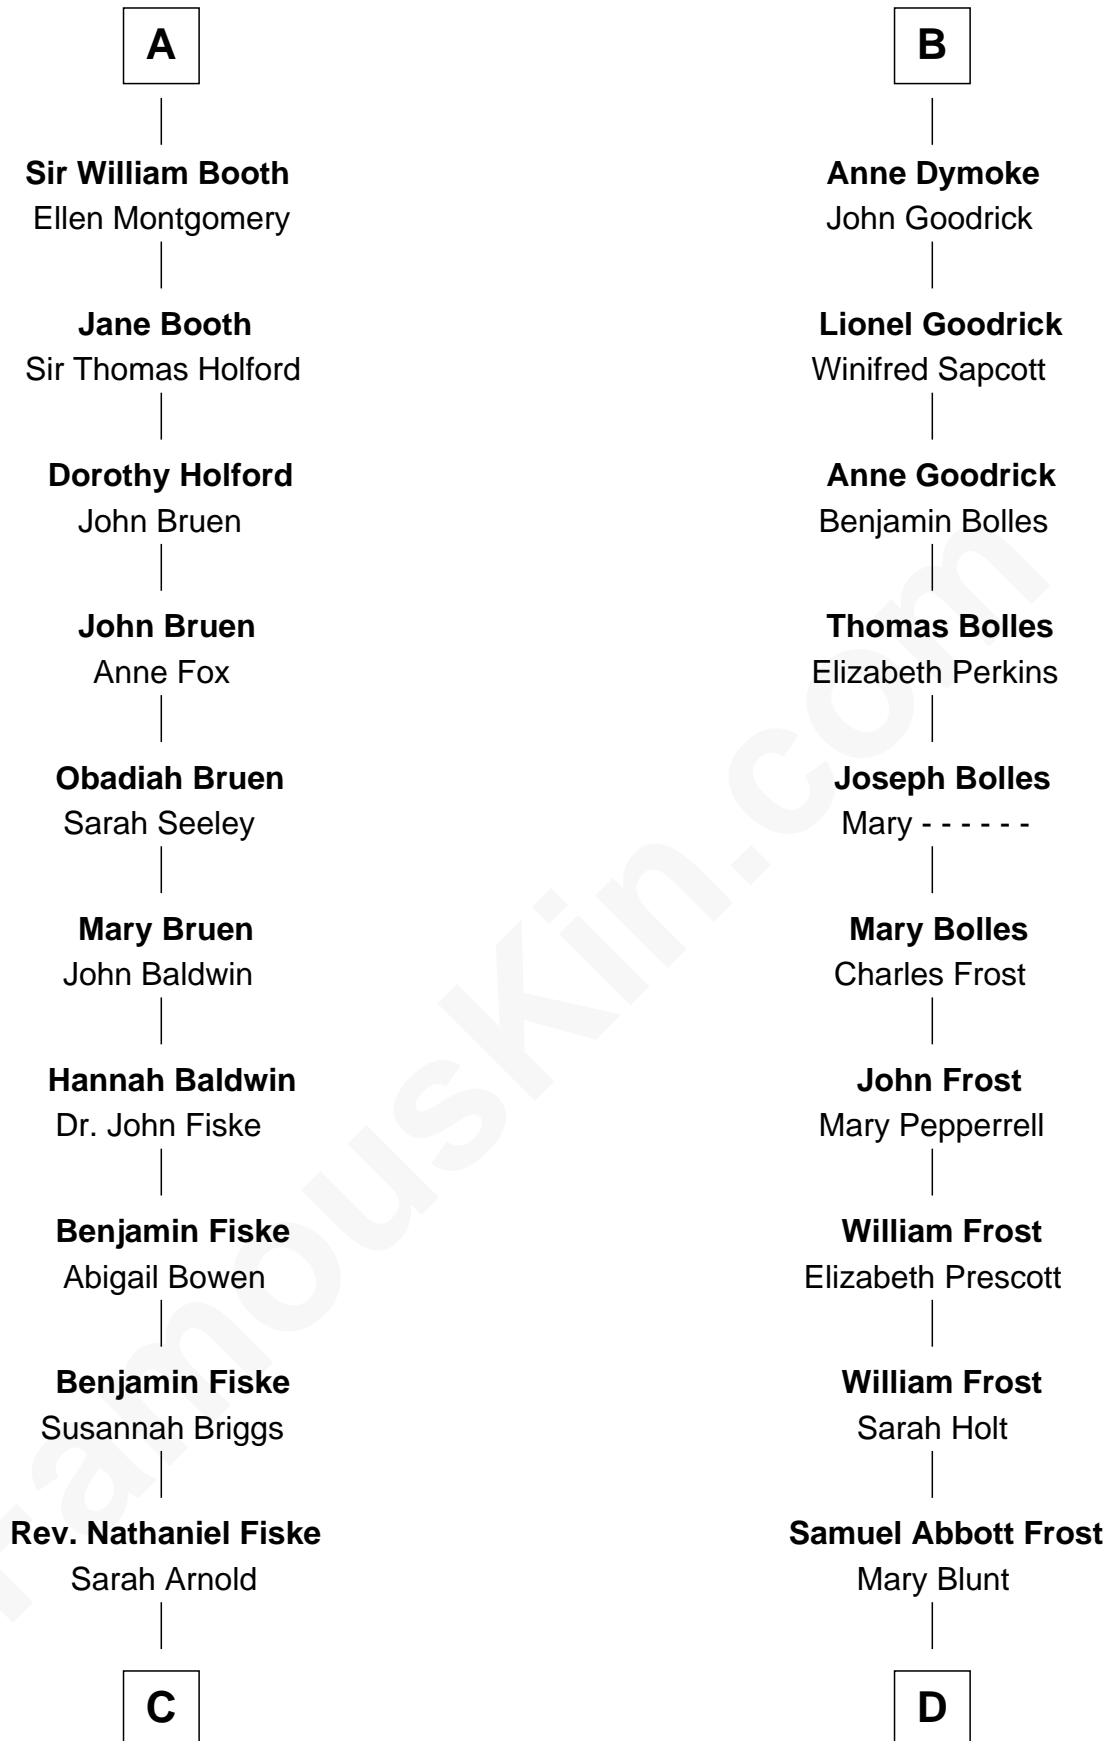 A
Sir William Booth
Ellen Montgomery
Jane Booth
Sir Thomas Holford
Dorothy Holford
John Bruen
John Bruen
Anne Fox
Obadiah Bruen
Sarah Seeley
Mary Bruen
John Baldwin
Hannah Baldwin
Dr. John Fiske
Benjamin Fiske
Abigail Bowen
Benjamin Fiske
Susannah Briggs
Rev. Nathaniel Fiske
Sarah Arnold
C
B
Anne Dymoke
John Goodrick
Lionel Goodrick
Winifred Sapcott
Anne Goodrick
Benjamin Bolles
Thomas Bolles
Elizabeth Perkins
Joseph Bolles
Mary - - - - - -
Mary Bolles
Charles Frost
John Frost
Mary Pepperrell
William Frost
Elizabeth Prescott
William Frost
Sarah Holt
Samuel Abbott Frost
Mary Blunt
D
FamousKin.com